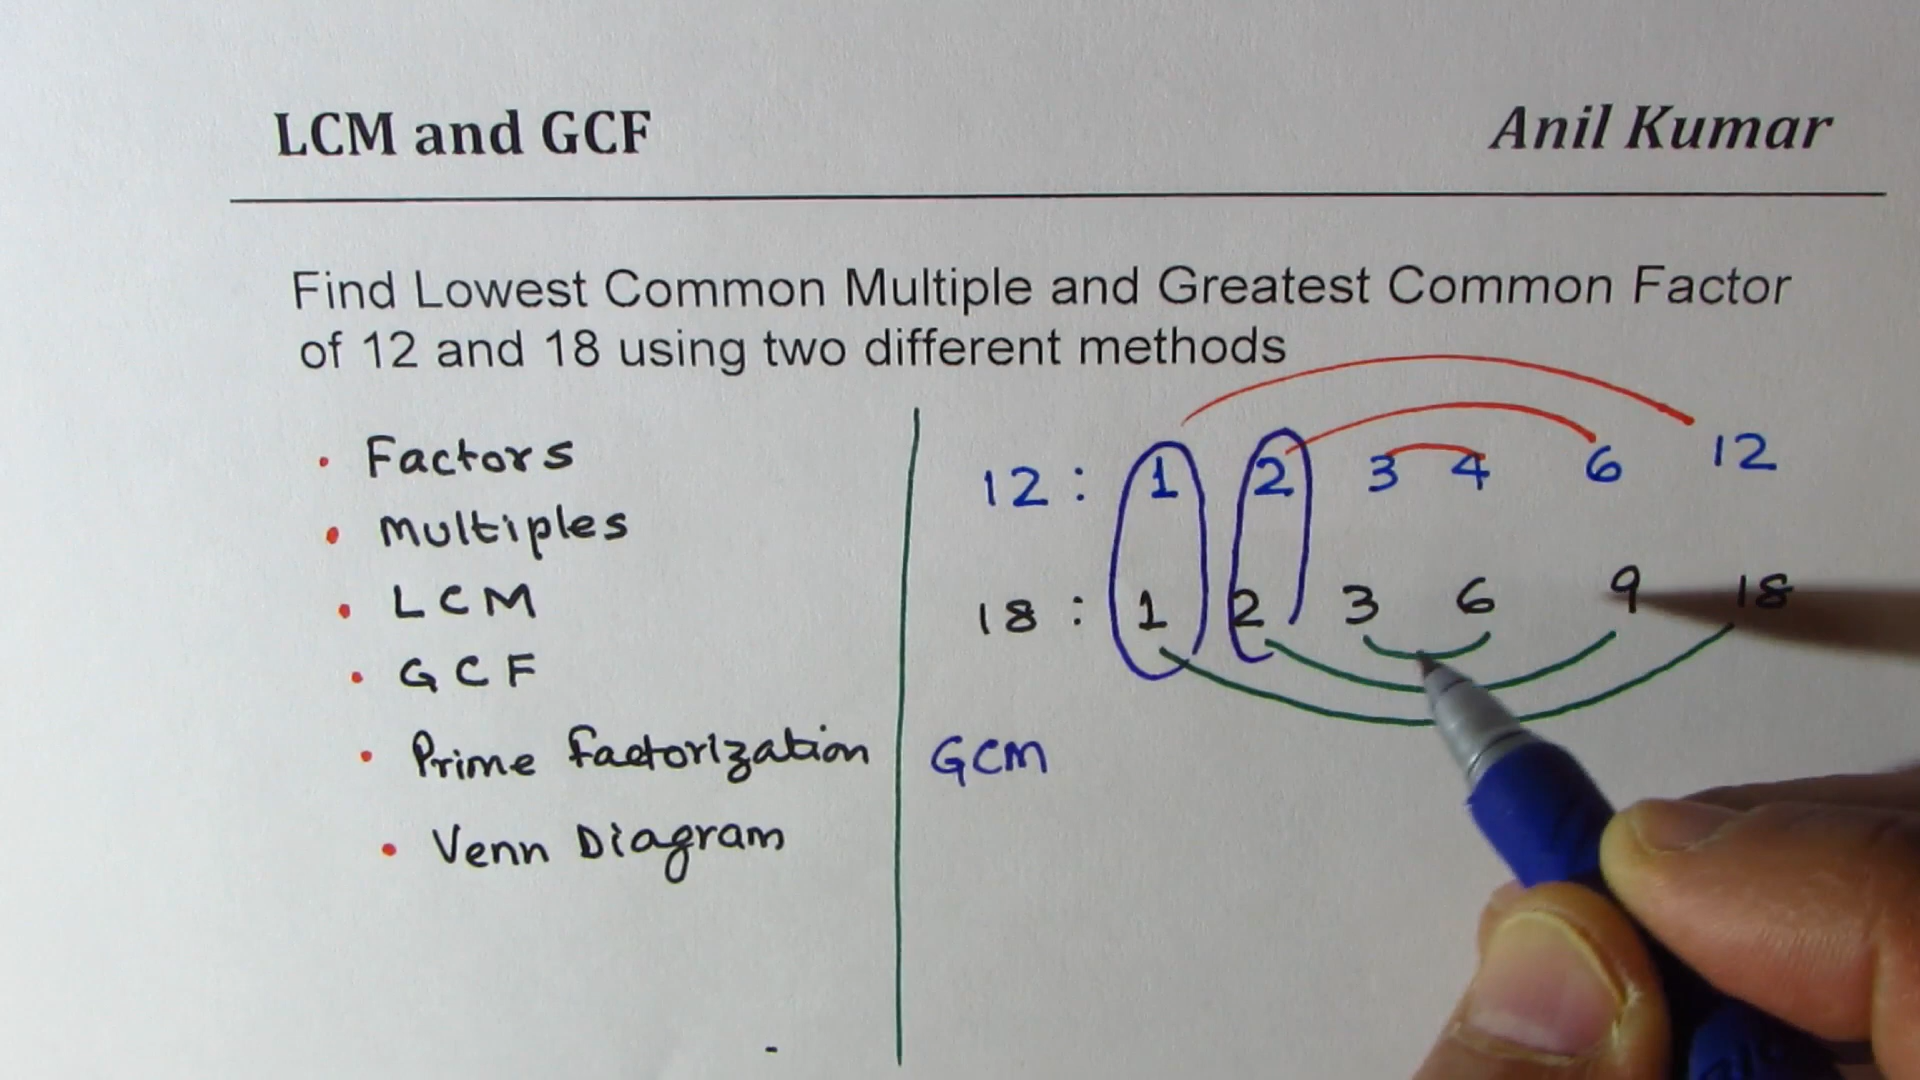 LCM and GCF Anil Kumar
Find Lowest Common Multiple and Greatest Common Factor
of 12 and 18 using two different methods
• Factors
• Multiples
• LCM
• GCF
• Prime Factorization
• Venn Diagram
12 : 1 2 3 4 6 12
18 : 1 2 3 6 9 18
GCM